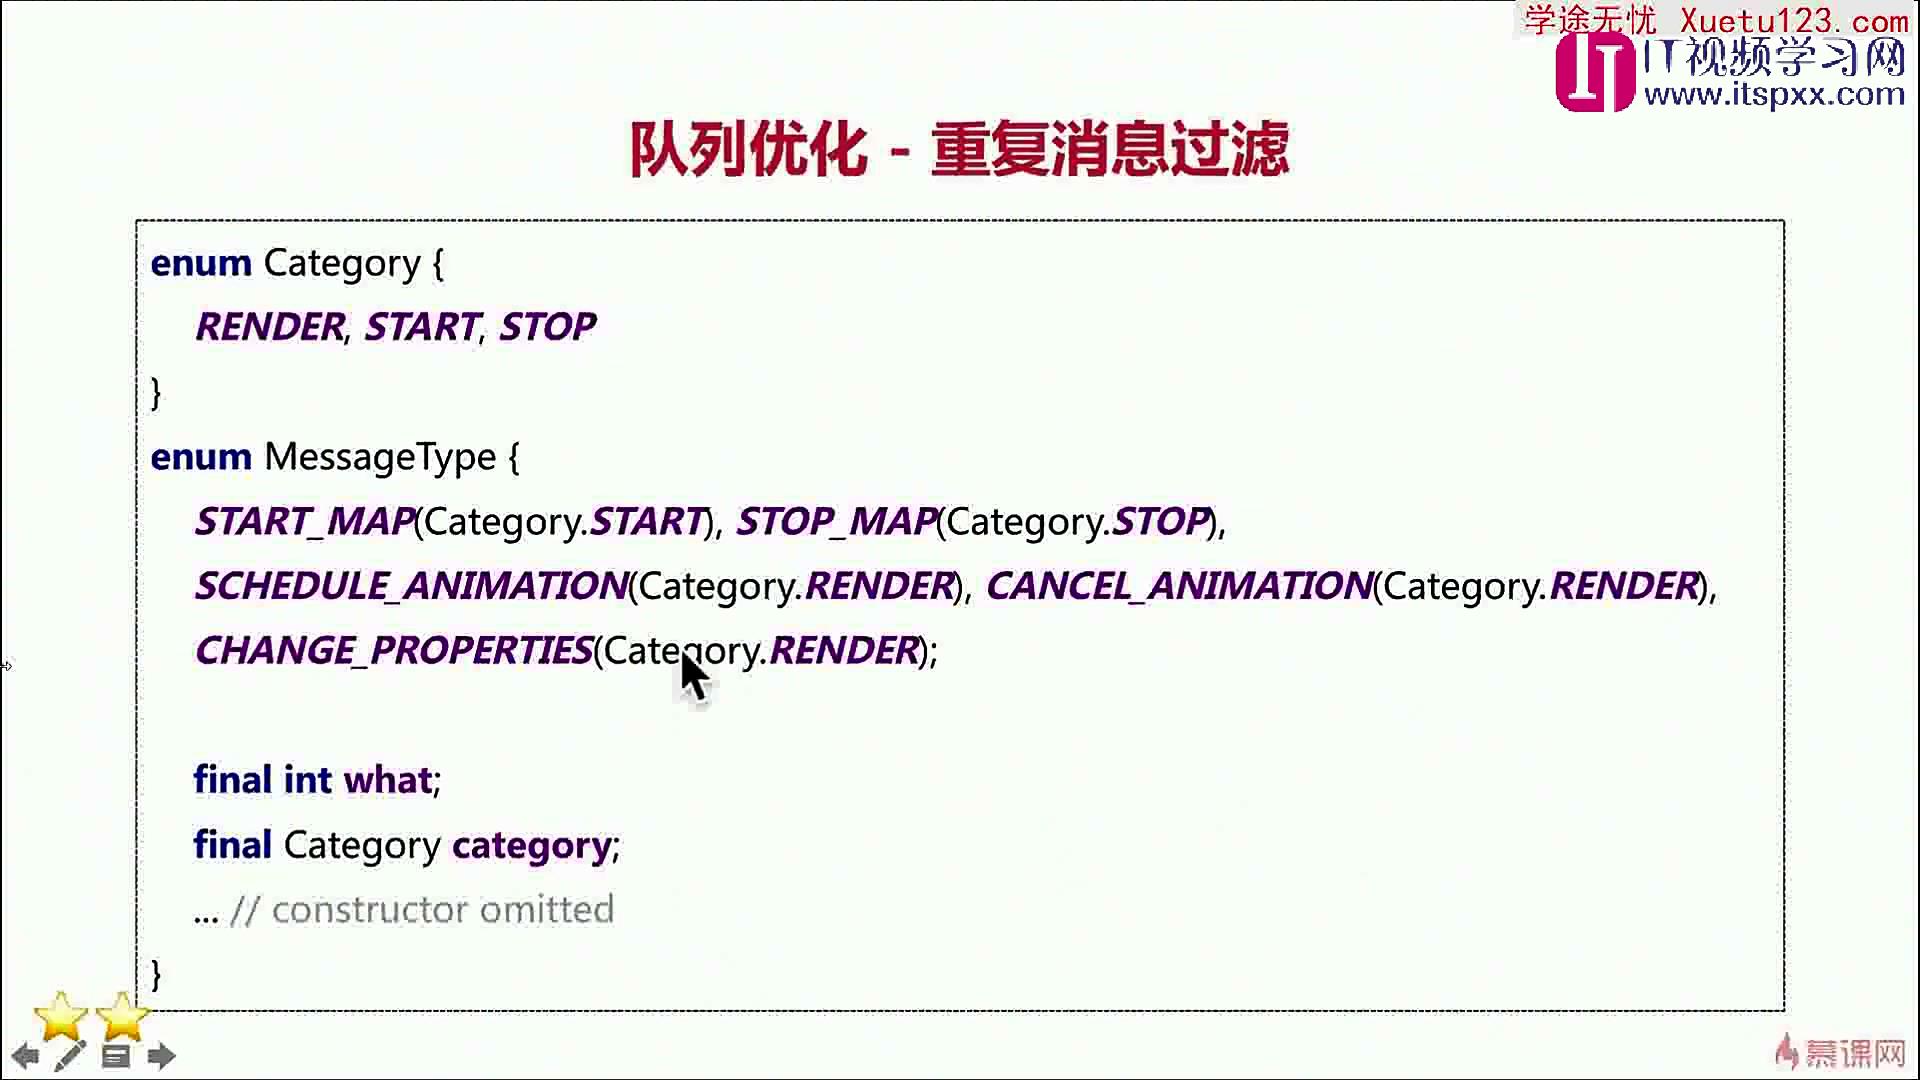 学途无忧 Xuetu123.com
IT视频学习网
www.itspxx.com
队列优化 - 重复消息过滤
enum Category {
RENDER, START, STOP
}
enum MessageType {
START_MAP(Category.START), STOP_MAP(Category.STOP),
SCHEDULE_ANIMATION(Category.RENDER), CANCEL_ANIMATION(Category.RENDER),
CHANGE_PROPERTIES(Category.RENDER);
final int what;
final Category category;
... // constructor omitted
}
慕课网